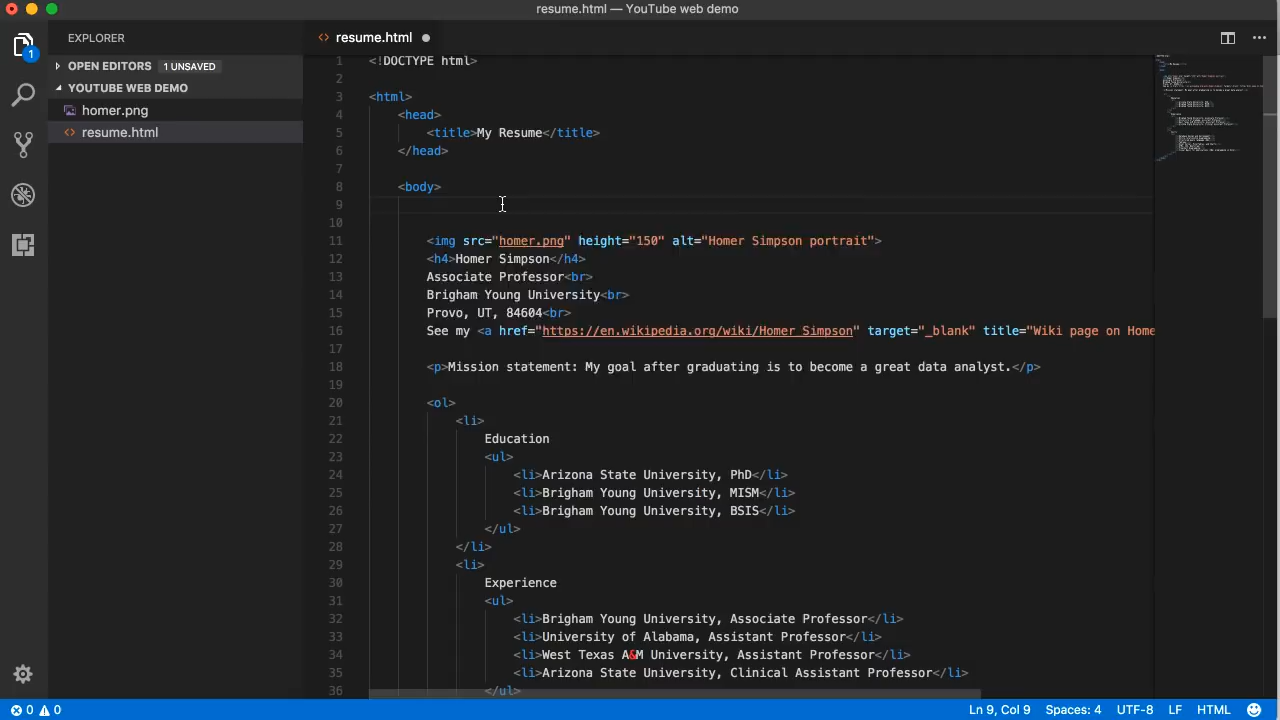 resume.html — YouTube web demo
EXPLORER
1
OPEN EDITORS 1 UNSAVED
YOUTUBE WEB DEMO
homer.png
<> resume.html
<> resume.html
1 <!DOCTYPE html>
2
3 <html>
4 <head>
5 <title>My Resume</title>
6 </head>
7
8 <body>
9
10
11 <img src="homer.png" height="150" alt="Homer Simpson portrait">
12 <h4>Homer Simpson</h4>
13 Associate Professor<br>
14 Brigham Young University<br>
15 Provo, UT, 84604<br>
16 See my <a href="https://en.wikipedia.org/wiki/Homer_Simpson" target="_blank" title="Wiki page on Home
17
18 <p>Mission statement: My goal after graduating is to become a great data analyst.</p>
19
20 <ol>
21 <li>
22 Education
23 <ul>
24 <li>Arizona State University, PhD</li>
25 <li>Brigham Young University, MISM</li>
26 <li>Brigham Young University, BSIS</li>
27 </ul>
28 </li>
29 <li>
30 Experience
31 <ul>
32 <li>Brigham Young University, Associate Professor</li>
33 <li>University of Alabama, Assistant Professor</li>
34 <li>West Texas A&M University, Assistant Professor</li>
35 <li>Arizona State University, Clinical Assistant Professor</li>
36 </ul>
0 0 Ln 9, Col 9 Spaces: 4 UTF-8 LF HTML